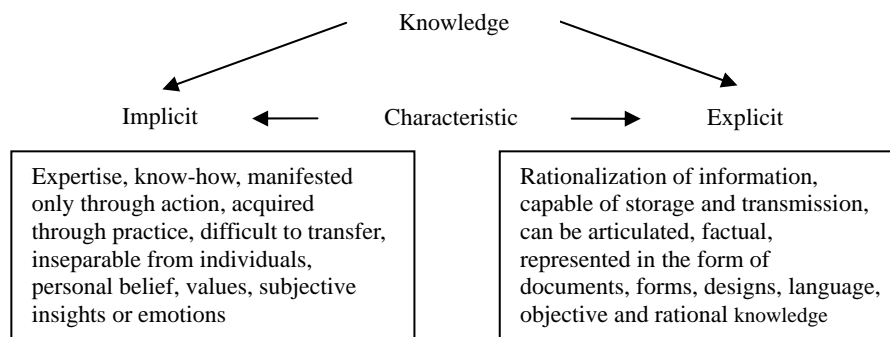 Knowledge
Implicit
Characteristic
Explicit
Expertise, know-how, manifested
only through action, acquired
through practice, difficult to transfer,
inseparable from individuals,
personal belief, values, subjective
insights or emotions
Rationalization of information,
capable of storage and transmission,
can be articulated, factual,
represented in the form of
documents, forms, designs, language,
objective and rational knowledge